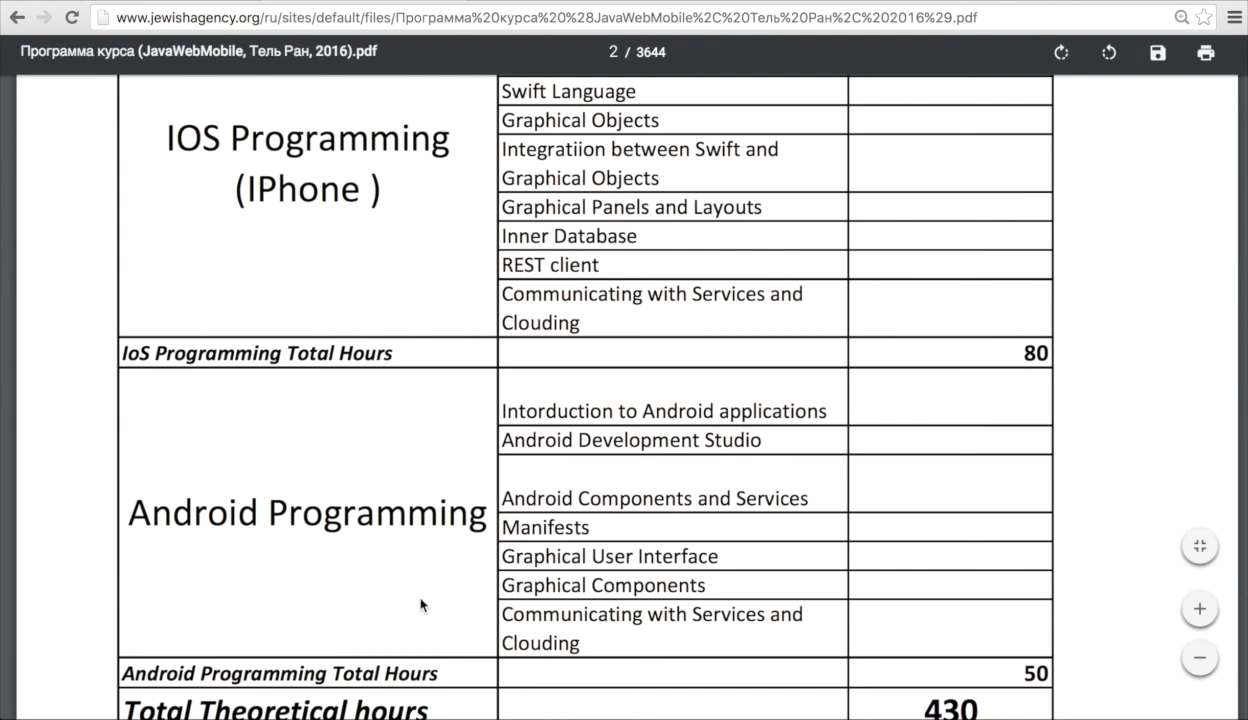 www.jewishagency.org/ru/sites/default/files/Программа%20курса%20%28JavaWebMobile%2C%20Тель%20Ран%2C%202016%29.pdf
Программа курса (JavaWebMobile, Тель Ран, 2016).pdf
2 / 3644
Swift Language
IOS Programming
(IPhone )
Graphical Objects
Integratiion between Swift and
Graphical Objects
Graphical Panels and Layouts
Inner Database
REST client
Communicating with Services and
Clouding
IoS Programming Total Hours 80
Intorduction to Android applications
Android Development Studio
Android Programming
Android Components and Services
Manifests
Graphical User Interface
Graphical Components
Communicating with Services and
Clouding
Android Programming Total Hours 50
Total Theoretical hours 430